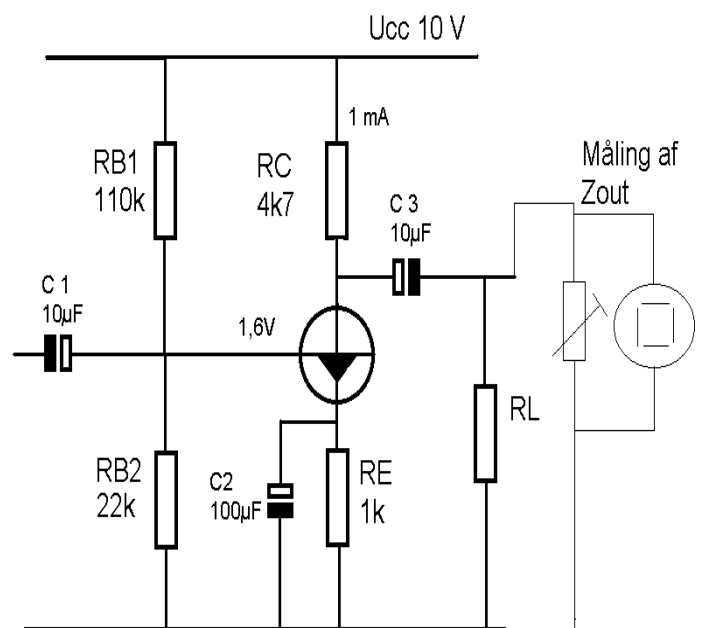 Ucc 10 V
1 mA
RB1
110k
RC
4k7
Måling af
Zout
C 3
10µF
C 1
10µF
1,6V
RL
RB2
22k
C2
100µF
RE
1k